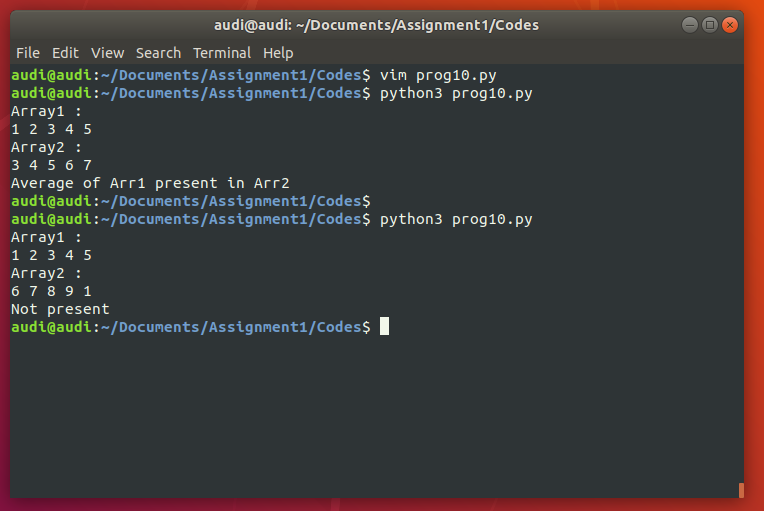 audi@audi: ~/Documents/Assignment1/Codes
File Edit View Search Terminal Help
audi@audi:~/Documents/Assignment1/Codes$ vim prog10.py
audi@audi:~/Documents/Assignment1/Codes$ python3 prog10.py
Array1 :
1 2 3 4 5
Array2 :
3 4 5 6 7
Average of Arr1 present in Arr2
audi@audi:~/Documents/Assignment1/Codes$
audi@audi:~/Documents/Assignment1/Codes$ python3 prog10.py
Array1 :
1 2 3 4 5
Array2 :
6 7 8 9 1
Not present
audi@audi:~/Documents/Assignment1/Codes$